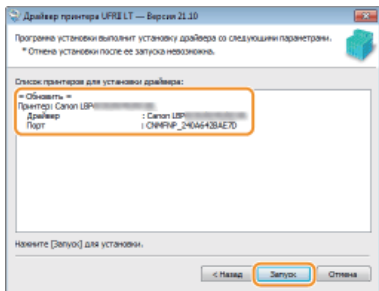 Драйвер принтера UFRII LT — Версия 21.10
Программа установки выполнит установку драйвера со следующими параметрами.
* Отмена установки после ее запуска невозможна.
Список принтеров для установки драйвера:
= Обновить =
Принтер: Canon LBP
Драйвер : Canon LBP
Порт : CNMFNP_240A642BAE7D
Нажмите [Запуск] для установки.
< Назад Запуск Отмена